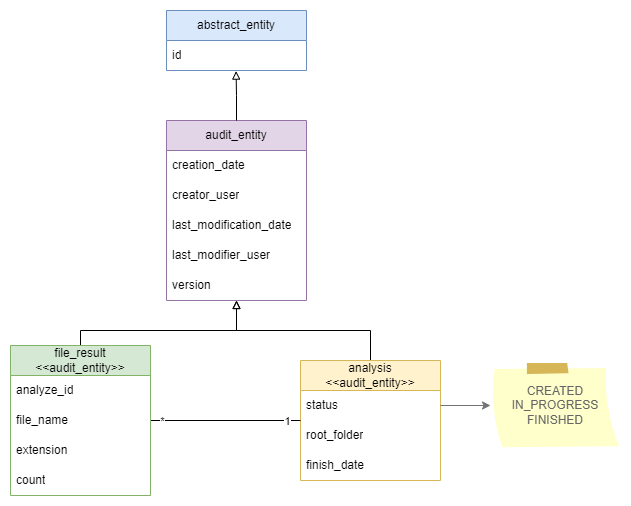 abstract_entity
id
audit_entity
creation_date
creator_user
last_modification_date
last_modifier_user
version
file_result
<<audit_entity>>
analyze_id
file_name
extension
count
*
1
analysis
<<audit_entity>>
status
root_folder
finish_date
CREATED
IN_PROGRESS
FINISHED